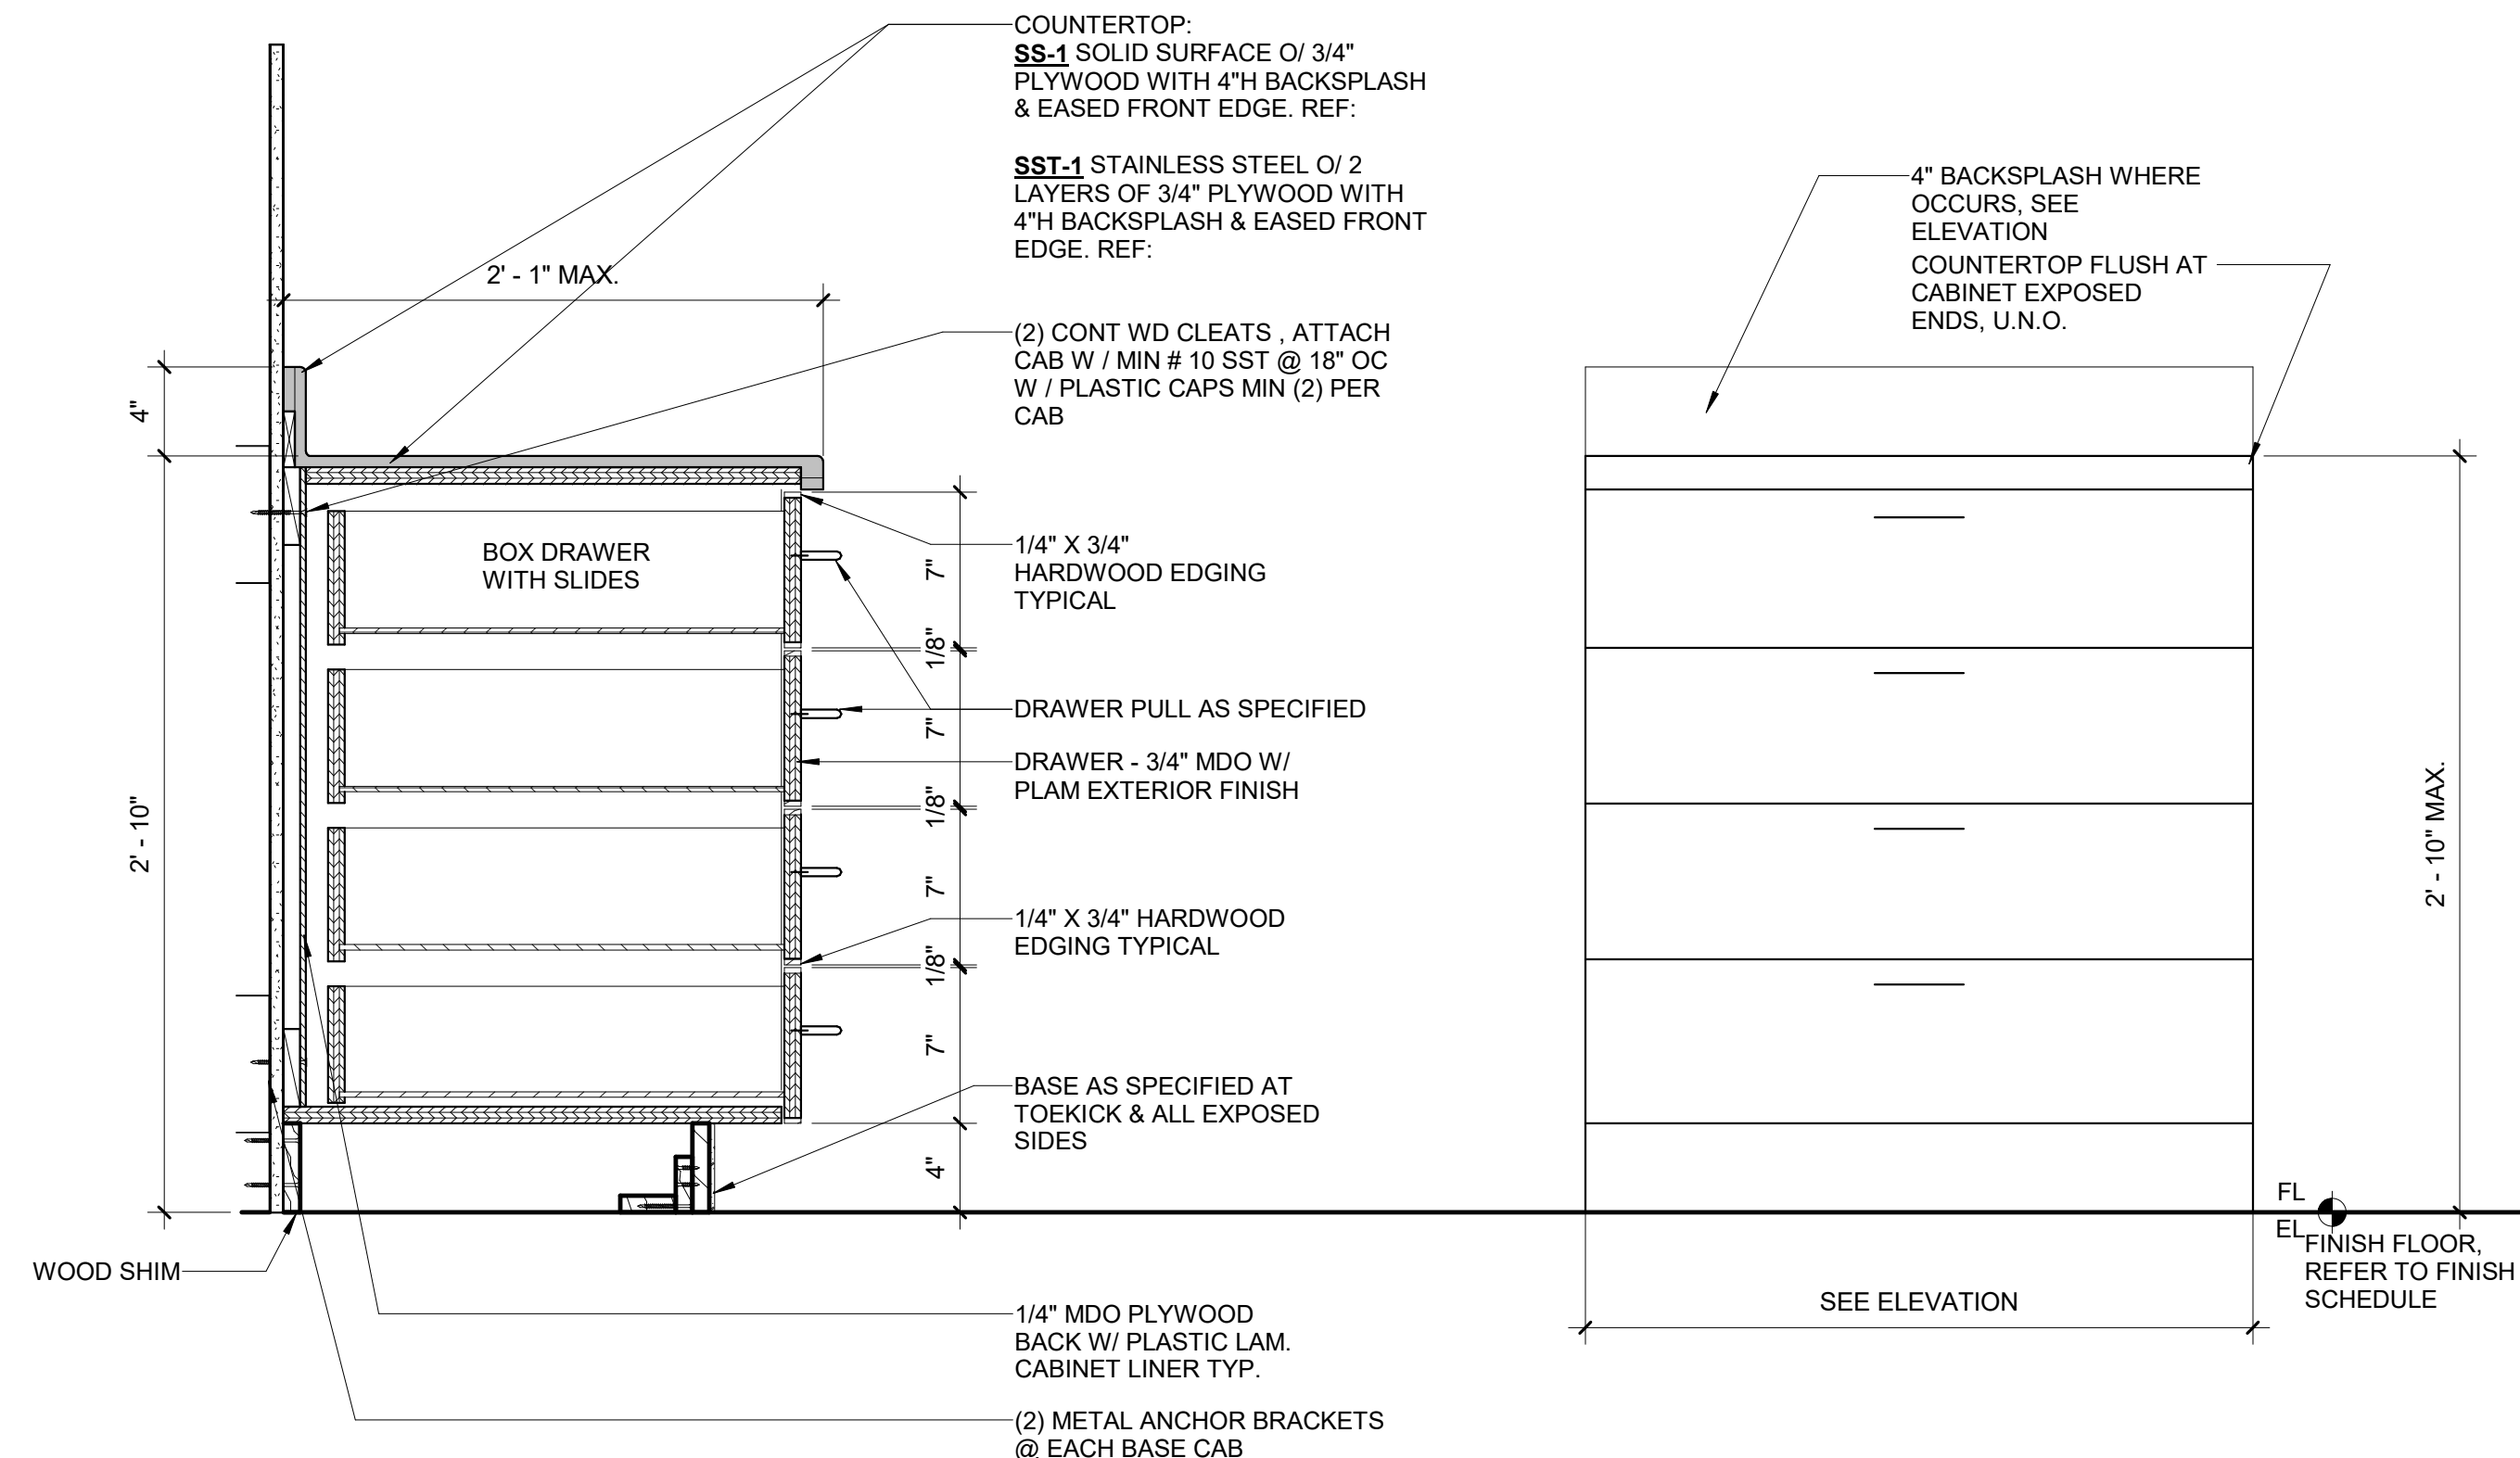 COUNTERTOP:
SS-1 SOLID SURFACE O/ 3/4"
PLYWOOD WITH 4"H BACKSPLASH
& EASED FRONT EDGE. REF:
SST-1 STAINLESS STEEL O/ 2
LAYERS OF 3/4" PLYWOOD WITH
4"H BACKSPLASH & EASED FRONT
EDGE. REF:
2' - 1" MAX.
(2) CONT WD CLEATS , ATTACH
CAB W / MIN # 10 SST @ 18" OC
W / PLASTIC CAPS MIN (2) PER
CAB
4"
2' - 10"
BOX DRAWER
WITH SLIDES
1/4" X 3/4"
HARDWOOD EDGING
TYPICAL
DRAWER PULL AS SPECIFIED
DRAWER - 3/4" MDO W/
PLAM EXTERIOR FINISH
1/4" X 3/4" HARDWOOD
EDGING TYPICAL
BASE AS SPECIFIED AT
TOEKICK & ALL EXPOSED
SIDES
7"
1/8"
7"
1/8"
7"
1/8"
7"
4"
WOOD SHIM
1/4" MDO PLYWOOD
BACK W/ PLASTIC LAM.
CABINET LINER TYP.
(2) METAL ANCHOR BRACKETS
@ EACH BASE CAB
4" BACKSPLASH WHERE
OCCURS, SEE
ELEVATION
COUNTERTOP FLUSH AT
CABINET EXPOSED
ENDS, U.N.O.
2' - 10" MAX.
FL
EL
FINISH FLOOR,
REFER TO FINISH
SCHEDULE
SEE ELEVATION